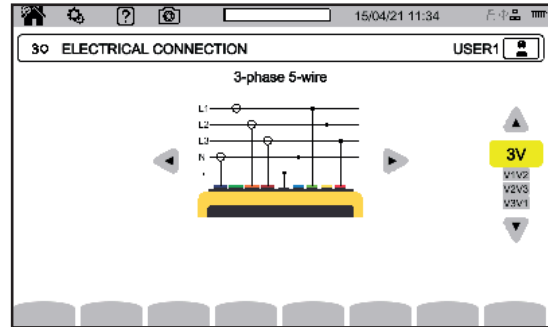 15/04/21 11:34
3Φ ELECTRICAL CONNECTION USER1
3-phase 5-wire
L1
L2
L3
N
3V
V1V2
V2V3
V3V1